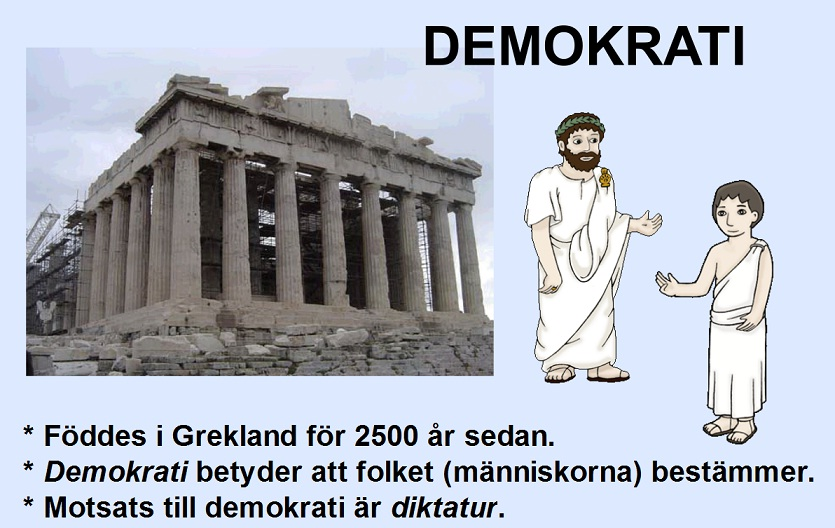 DEMOKRATI
* Föddes i Grekland för 2500 år sedan.
* Demokrati betyder att folket (människorna) bestämmer.
* Motsats till demokrati är diktatur.